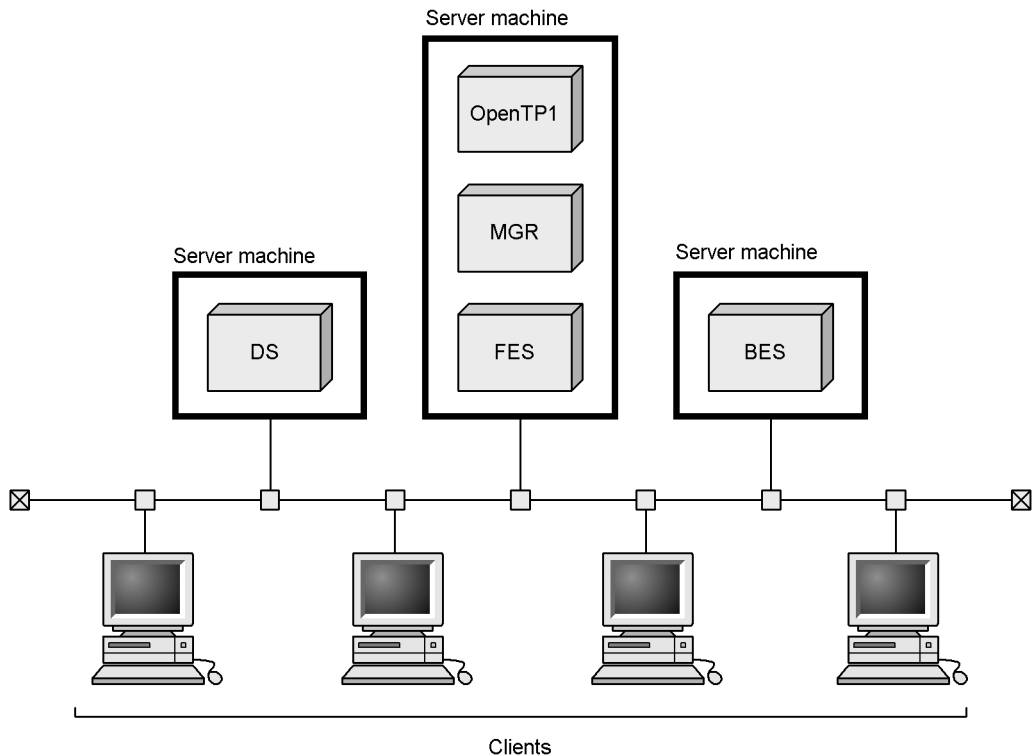 Server machine
OpenTP1
MGR
FES
Server machine
DS
Server machine
BES
Clients